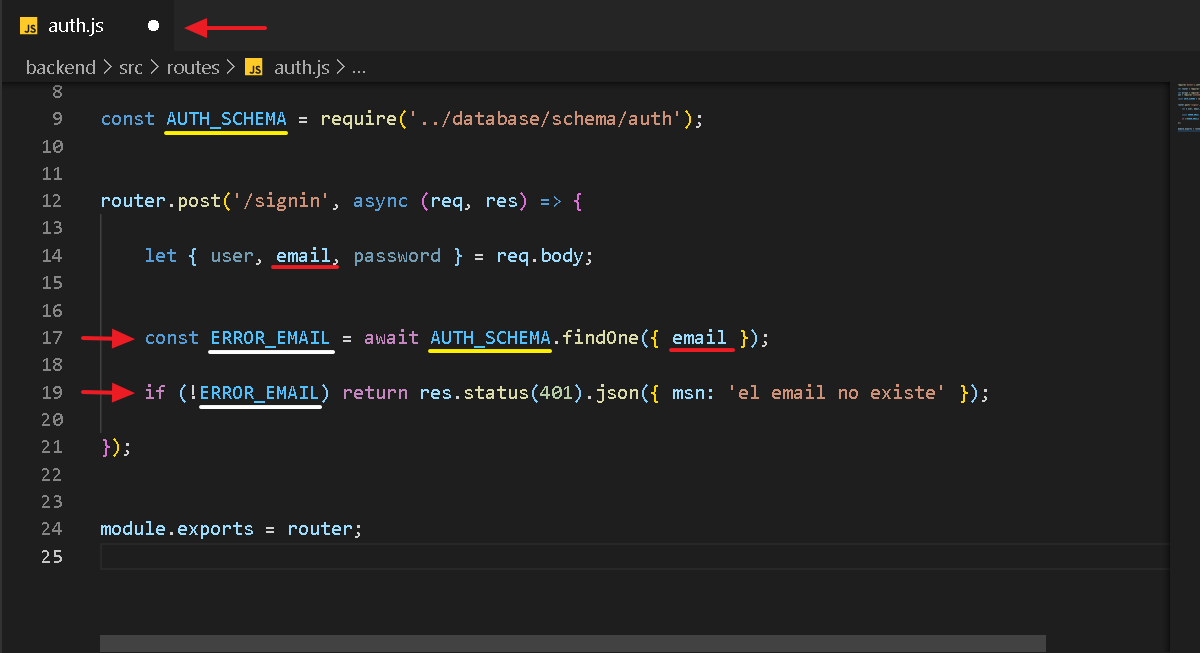 JS auth.js
backend > src > routes > JS auth.js > ...
8
9 const AUTH_SCHEMA = require('../database/schema/auth');
10
11
12 router.post('/signin', async (req, res) => {
13
14 let { user, email, password } = req.body;
15
16
17 const ERROR_EMAIL = await AUTH_SCHEMA.findOne({ email });
18
19 if (!ERROR_EMAIL) return res.status(401).json({ msn: 'el email no existe' });
20
21 });
22
23
24 module.exports = router;
25